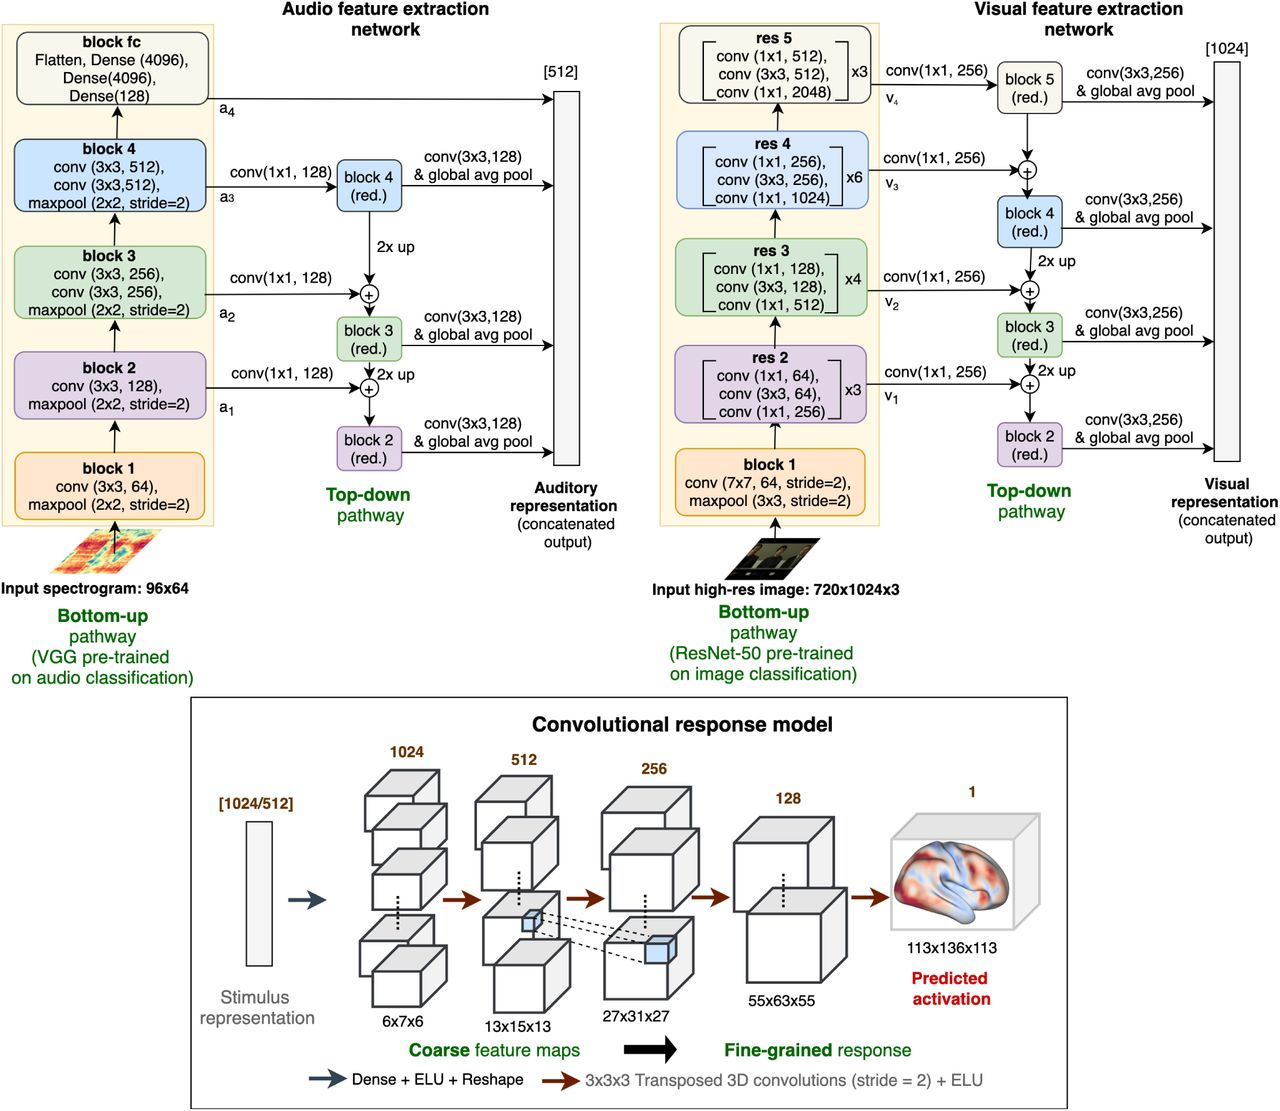 Audio feature extraction
network
block fc
Flatten, Dense (4096),
Dense(4096),
Dense(128)
a4
[512]
block 4
conv (3x3, 512),
conv (3x3,512),
maxpool (2x2, stride=2)
conv(1x1, 128)
a3
block 4
(red.)
conv(3x3,128)
& global avg pool
2x up
block 3
conv (3x3, 256),
conv (3x3, 256),
maxpool (2x2, stride=2)
conv(1x1, 128)
a2
+
block 3
(red.)
conv(3x3,128)
& global avg pool
2x up
block 2
conv (3x3, 128),
maxpool (2x2, stride=2)
conv(1x1, 128)
a1
+
block 2
(red.)
conv(3x3,128)
& global avg pool
block 1
conv (3x3, 64),
maxpool (2x2, stride=2)
Top-down
pathway
Auditory
representation
(concatenated
output)
Input spectrogram: 96x64
Bottom-up
pathway
(VGG pre-trained
on audio classification)
Visual feature extraction
network
res 5
conv (1x1, 512),
conv (3x3, 512),
conv (1x1, 2048)
x3
conv(1x1, 256)
v4
block 5
(red.)
conv(3x3,256)
& global avg pool
[1024]
res 4
conv (1x1, 256),
conv (3x3, 256),
conv (1x1, 1024)
x6
conv(1x1, 256)
v3
+
block 4
(red.)
conv(3x3,256)
& global avg pool
2x up
res 3
conv (1x1, 128),
conv (3x3, 128),
conv (1x1, 512)
x4
conv(1x1, 256)
v2
+
block 3
(red.)
conv(3x3,256)
& global avg pool
2x up
res 2
conv (1x1, 64),
conv (3x3, 64),
conv (1x1, 256)
x3
conv(1x1, 256)
v1
+
block 2
(red.)
conv(3x3,256)
& global avg pool
block 1
conv (7x7, 64, stride=2),
maxpool (3x3, stride=2)
Top-down
pathway
Visual
representation
(concatenated
output)
Input high-res image: 720x1024x3
Bottom-up
pathway
(ResNet-50 pre-trained
on image classification)
Convolutional response model
[1024/512]
1024
512
256
128
1
Stimulus
representation
6x7x6
13x15x13
27x31x27
55x63x55
113x136x113
Predicted
activation
Coarse feature maps
Fine-grained response
Dense + ELU + Reshape
3x3x3 Transposed 3D convolutions (stride = 2) + ELU